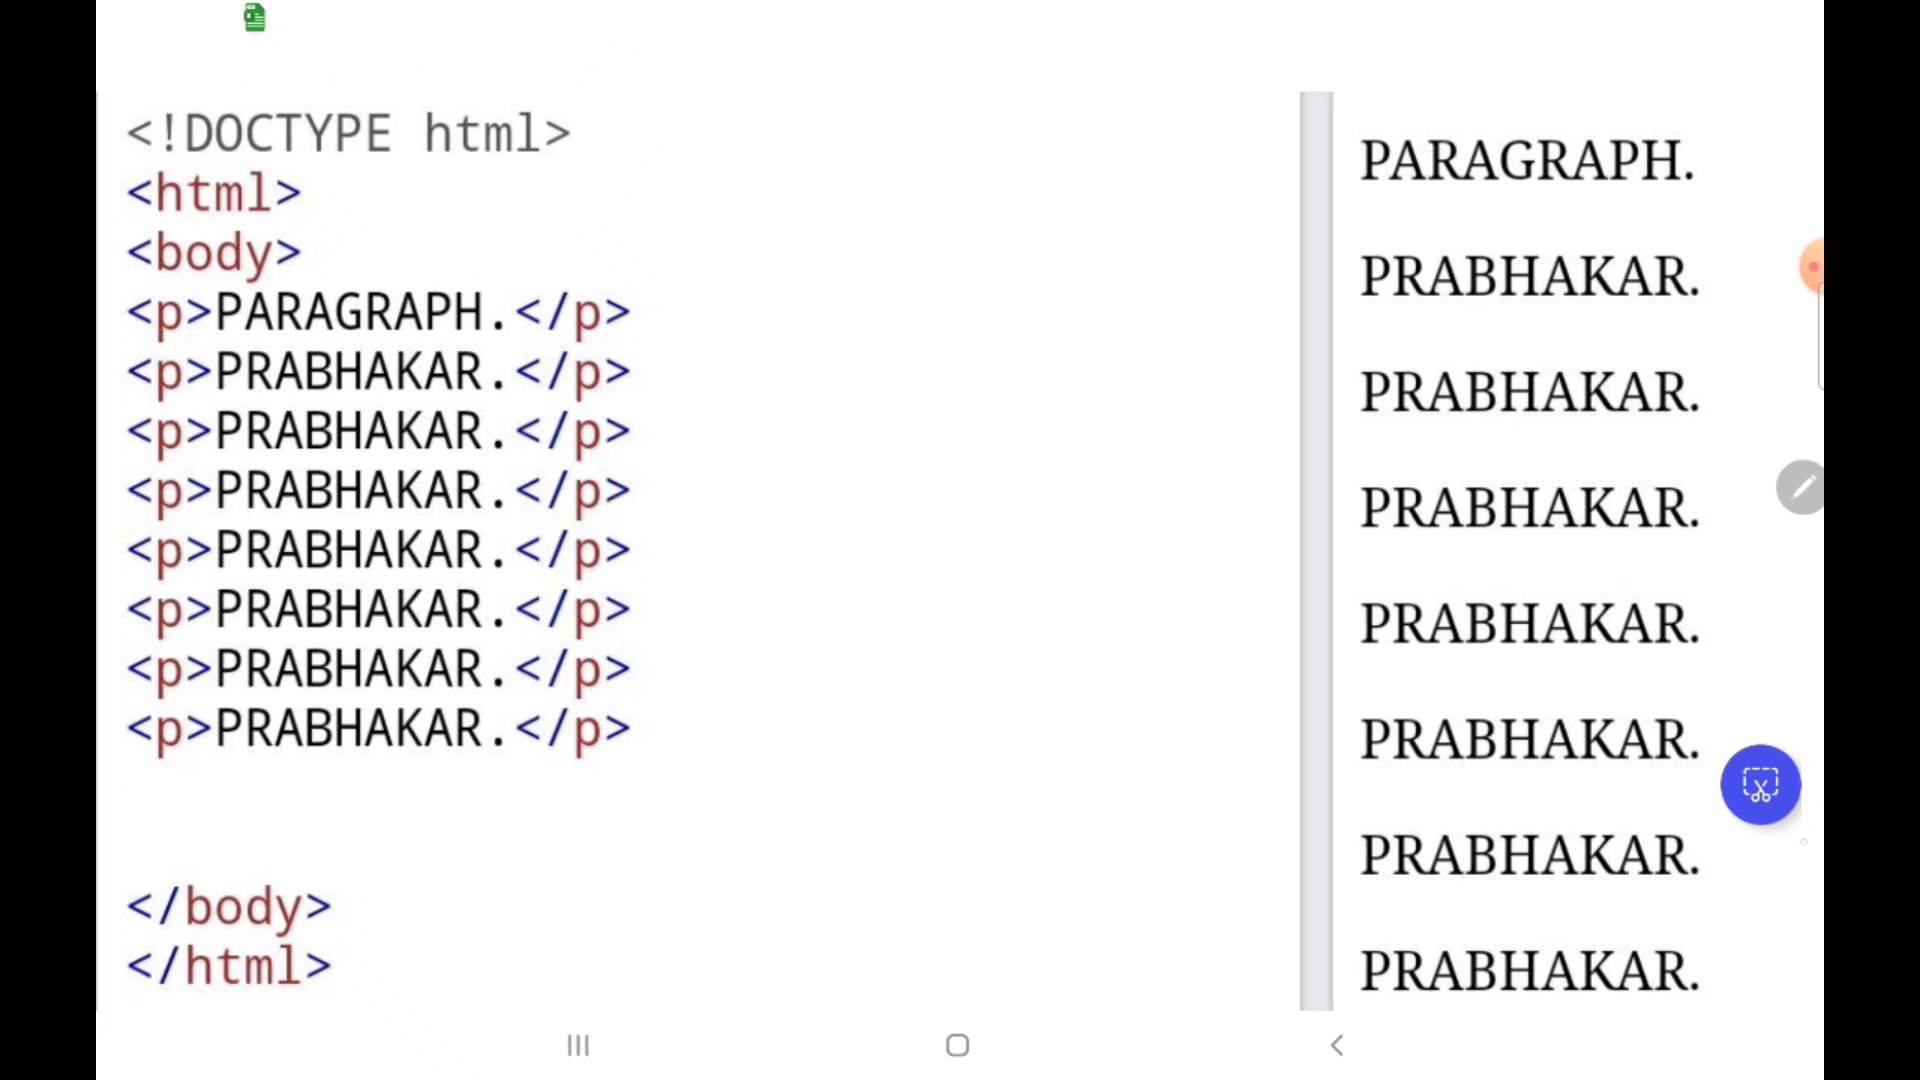 <!DOCTYPE html>
<html>
<body>
<p>PARAGRAPH.</p>
<p>PRABHAKAR.</p>
<p>PRABHAKAR.</p>
<p>PRABHAKAR.</p>
<p>PRABHAKAR.</p>
<p>PRABHAKAR.</p>
<p>PRABHAKAR.</p>
<p>PRABHAKAR.</p>
</body>
</html>
PARAGRAPH.
PRABHAKAR.
PRABHAKAR.
PRABHAKAR.
PRABHAKAR.
PRABHAKAR.
PRABHAKAR.
PRABHAKAR.